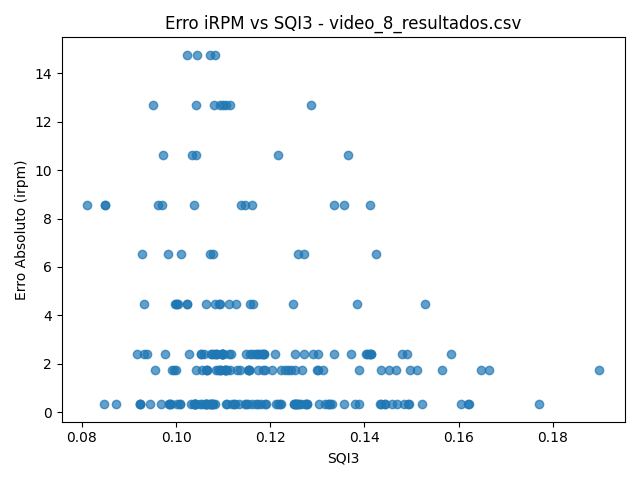 Erro iRPM vs SQI3 - video_8_resultados.csv
Erro Absoluto (irpm)
14
12
10
8
6
4
2
0
0.08 0.10 0.12 0.14 0.16 0.18
SQI3